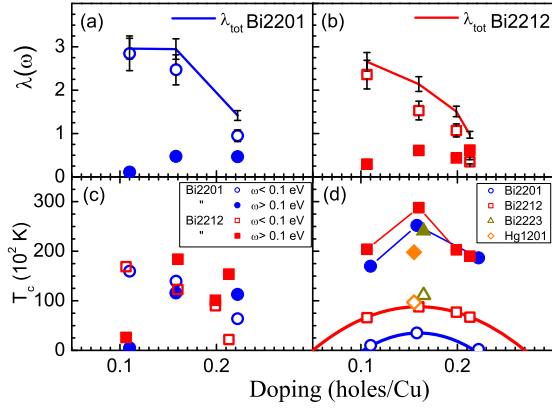 (a) λtot Bi2201
(b) λtot Bi2212
λ(ω)
3
2
1
0
(c)
Bi2201 ω< 0.1 eV
" ω> 0.1 eV
Bi2212 ω< 0.1 eV
" ω> 0.1 eV
(d)
Bi2201
Bi2212
Bi2223
Hg1201
Tc (10² K)
300
200
100
0
0.1 0.2 0.1 0.2
Doping (holes/Cu)